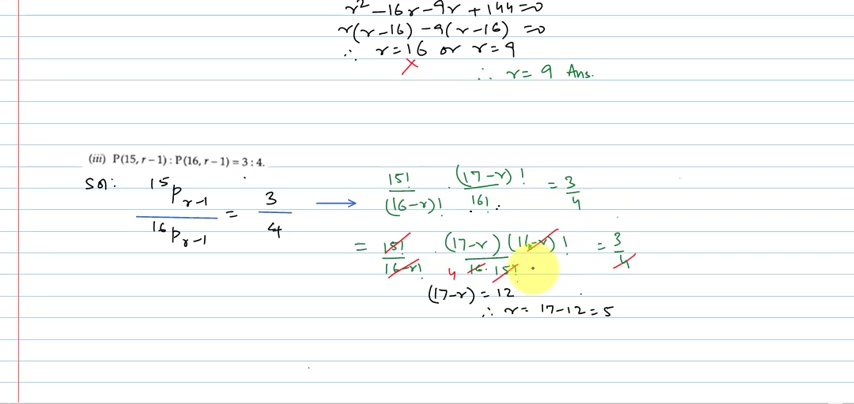 r² - 16r - 9r + 144 = 0
r(r-16) - 9(r-16) = 0
∴ r = 16 or r = 9
×
∴ r = 9 Ans.
(iii) P(15, r – 1) : P(16, r – 1) = 3 : 4.
Sol: ¹⁵P_{r-1} / ¹⁶P_{r-1} = 3/4 → 15!/(16-r)! · (17-r)!/16! = 3/4
= 15!/16-r! · (17-r)(16-r)!/4 16·15! = 3/4
(17-r) = 12
∴ r = 17-12 = 5